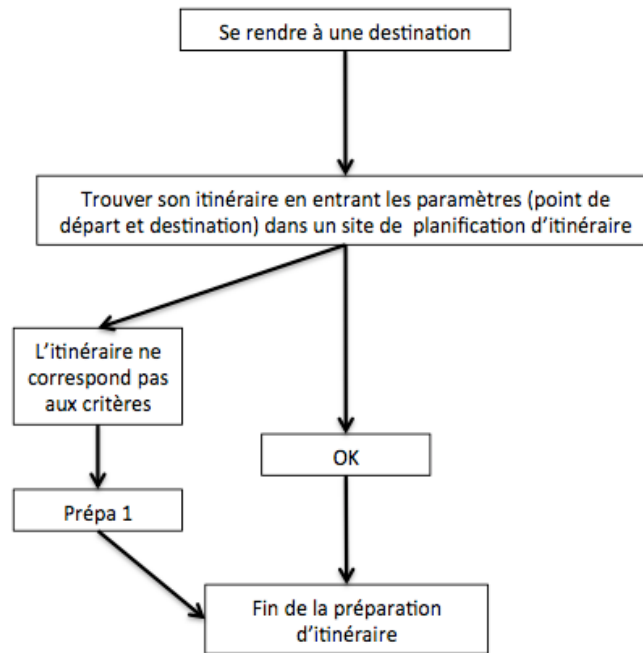 Se rendre à une destination
Trouver son itinéraire en entrant les paramètres (point de
départ et destination) dans un site de planification d'itinéraire
L'itinéraire ne
correspond pas
aux critères
OK
Prépa 1
Fin de la préparation
d'itinéraire